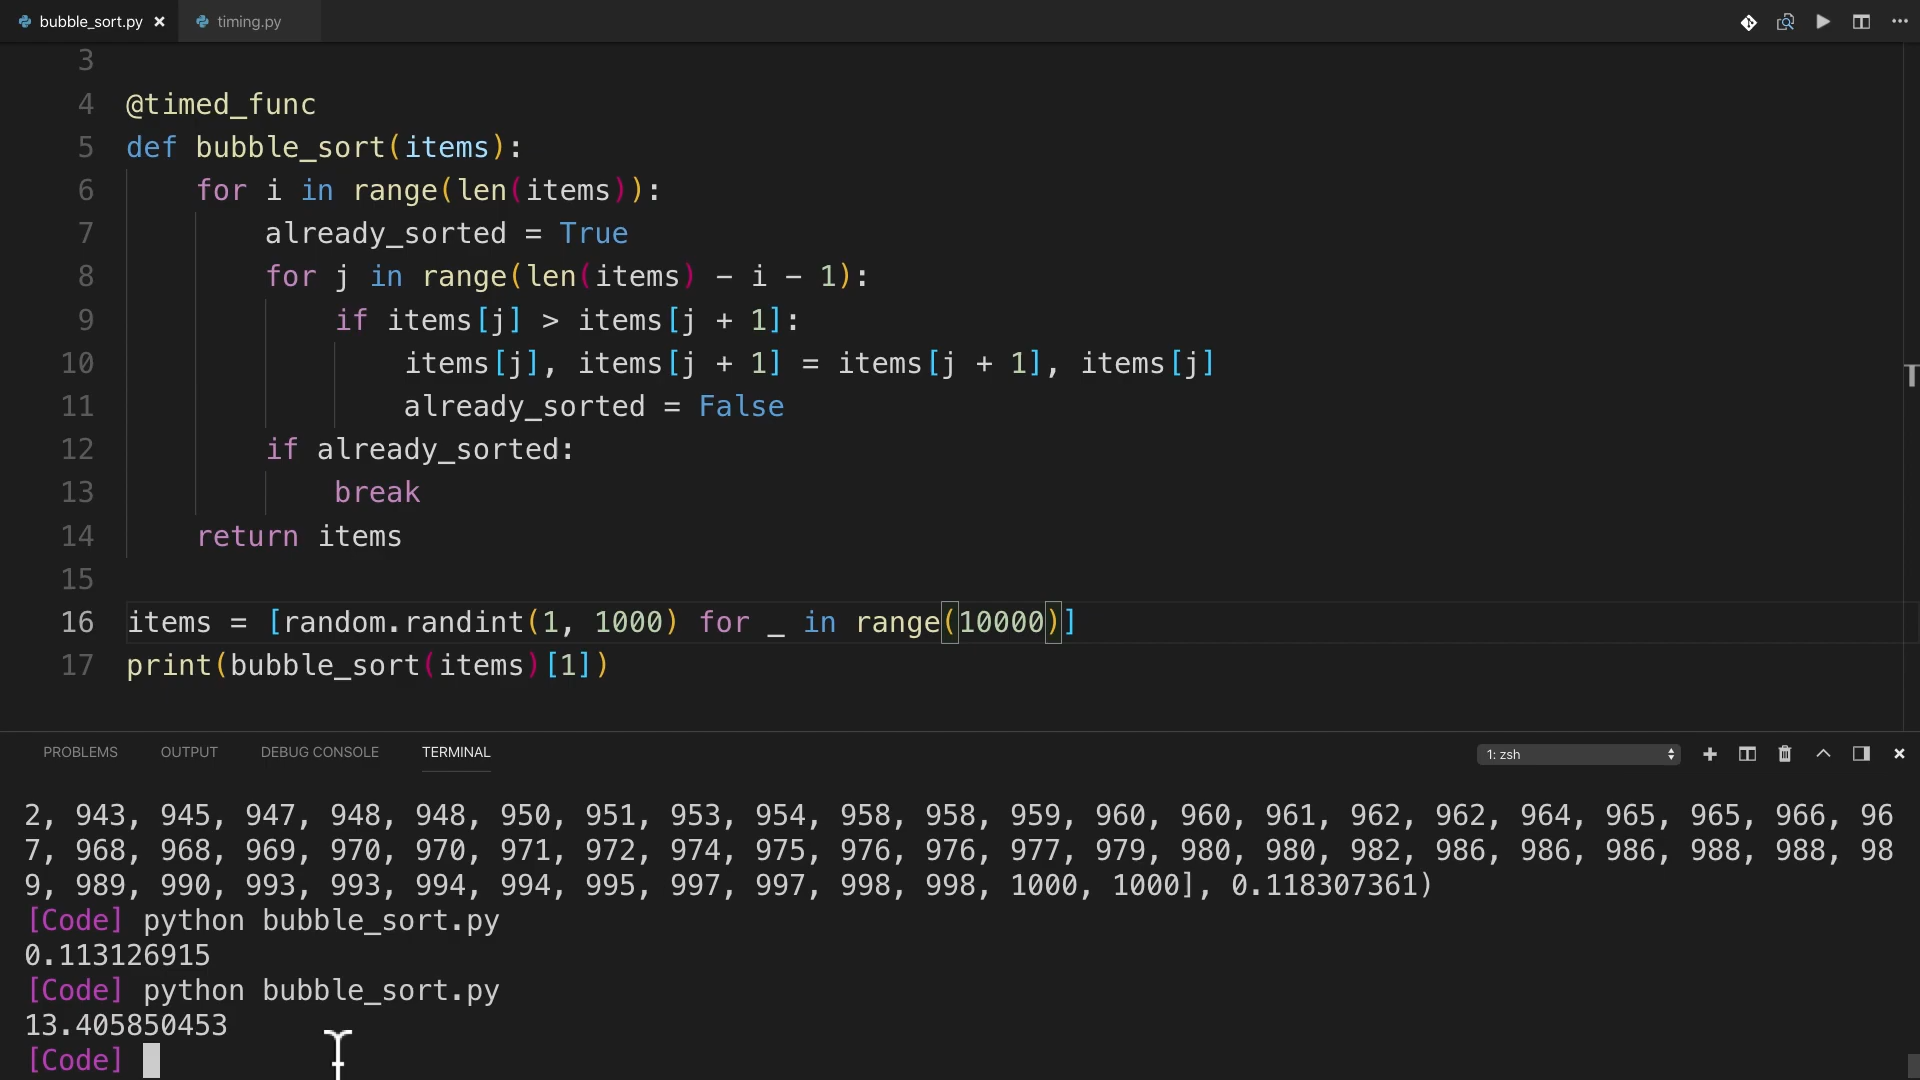 bubble_sort.py
timing.py
3
4 @timed_func
5 def bubble_sort(items):
6 for i in range(len(items)):
7 already_sorted = True
8 for j in range(len(items) - i - 1):
9 if items[j] > items[j + 1]:
10 items[j], items[j + 1] = items[j + 1], items[j]
11 already_sorted = False
12 if already_sorted:
13 break
14 return items
15
16 items = [random.randint(1, 1000) for _ in range(10000)]
17 print(bubble_sort(items)[1])
PROBLEMS OUTPUT DEBUG CONSOLE TERMINAL 1: zsh
2, 943, 945, 947, 948, 948, 950, 951, 953, 954, 958, 958, 959, 960, 960, 961, 962, 962, 964, 965, 965, 966, 96
7, 968, 968, 969, 970, 970, 971, 972, 974, 975, 976, 976, 977, 979, 980, 980, 982, 986, 986, 986, 988, 988, 98
9, 989, 990, 993, 993, 994, 994, 995, 997, 997, 998, 998, 1000, 1000], 0.118307361)
[Code] python bubble_sort.py
0.113126915
[Code] python bubble_sort.py
13.405850453
[Code]